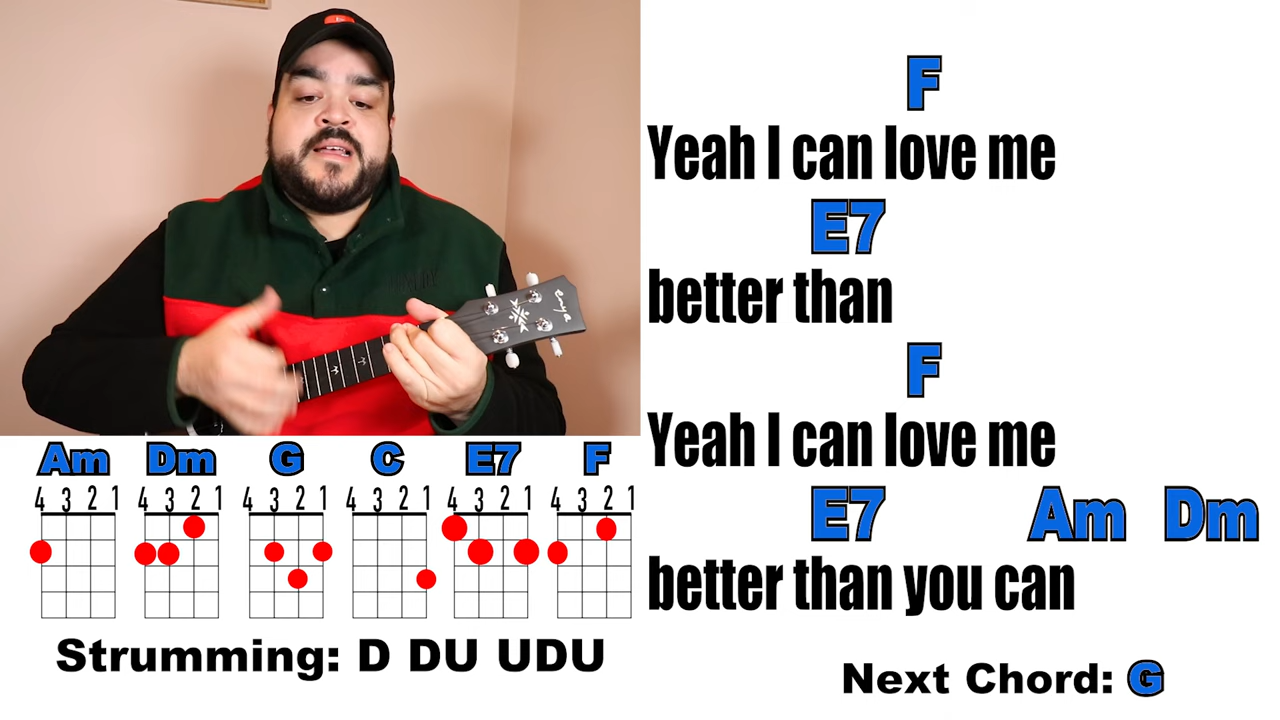 F
Yeah I can love me
E7
better than
F
Yeah I can love me
E7 Am Dm
better than you can
Next Chord: G
enya
Am Dm G C E7 F
4 3 2 1 4 3 2 1 4 3 2 1 4 3 2 1 4 3 2 1 4 3 2 1
Strumming: D DU UDU